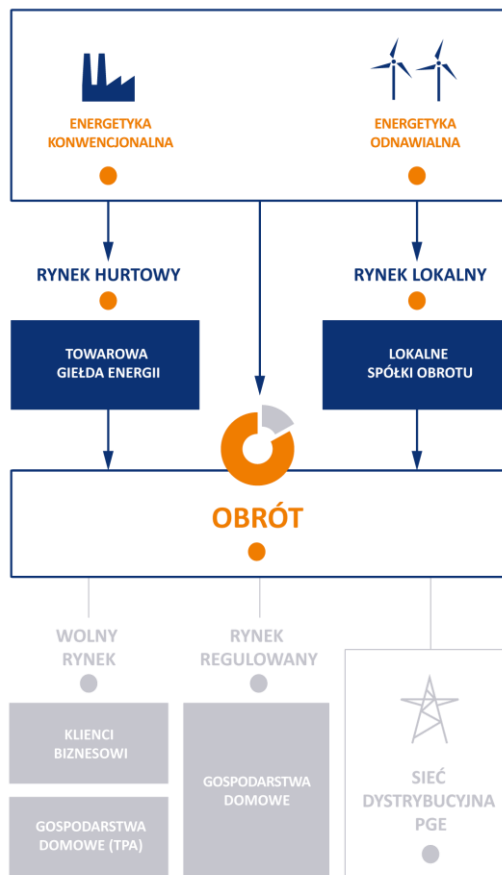 ENERGETYKA
KONWENCJONALNA
ENERGETYKA
ODNAWIALNA
RYNEK HURTOWY
RYNEK LOKALNY
TOWAROWA
GIEŁDA ENERGII
LOKALNE
SPÓŁKI OBROTU
OBRÓT
WOLNY
RYNEK
RYNEK
REGULOWANY
KLIENCI
BIZNESOWI
GOSPODARSTWA
DOMOWE (TPA)
GOSPODARSTWA
DOMOWE
SIEĆ
DYSTRYBUCYJNA
PGE